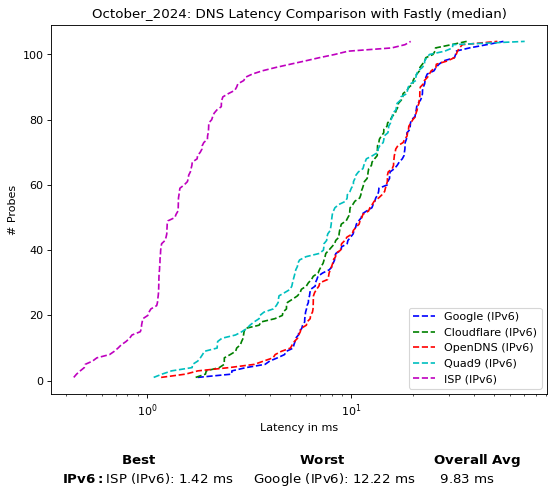 October_2024: DNS Latency Comparison with Fastly (median)
100
80
60
40
20
0
# Probes
10⁰
10¹
Latency in ms
Google (IPv6)
Cloudflare (IPv6)
OpenDNS (IPv6)
Quad9 (IPv6)
ISP (IPv6)
Best Worst Overall Avg
IPv6: ISP (IPv6): 1.42 ms Google (IPv6): 12.22 ms 9.83 ms